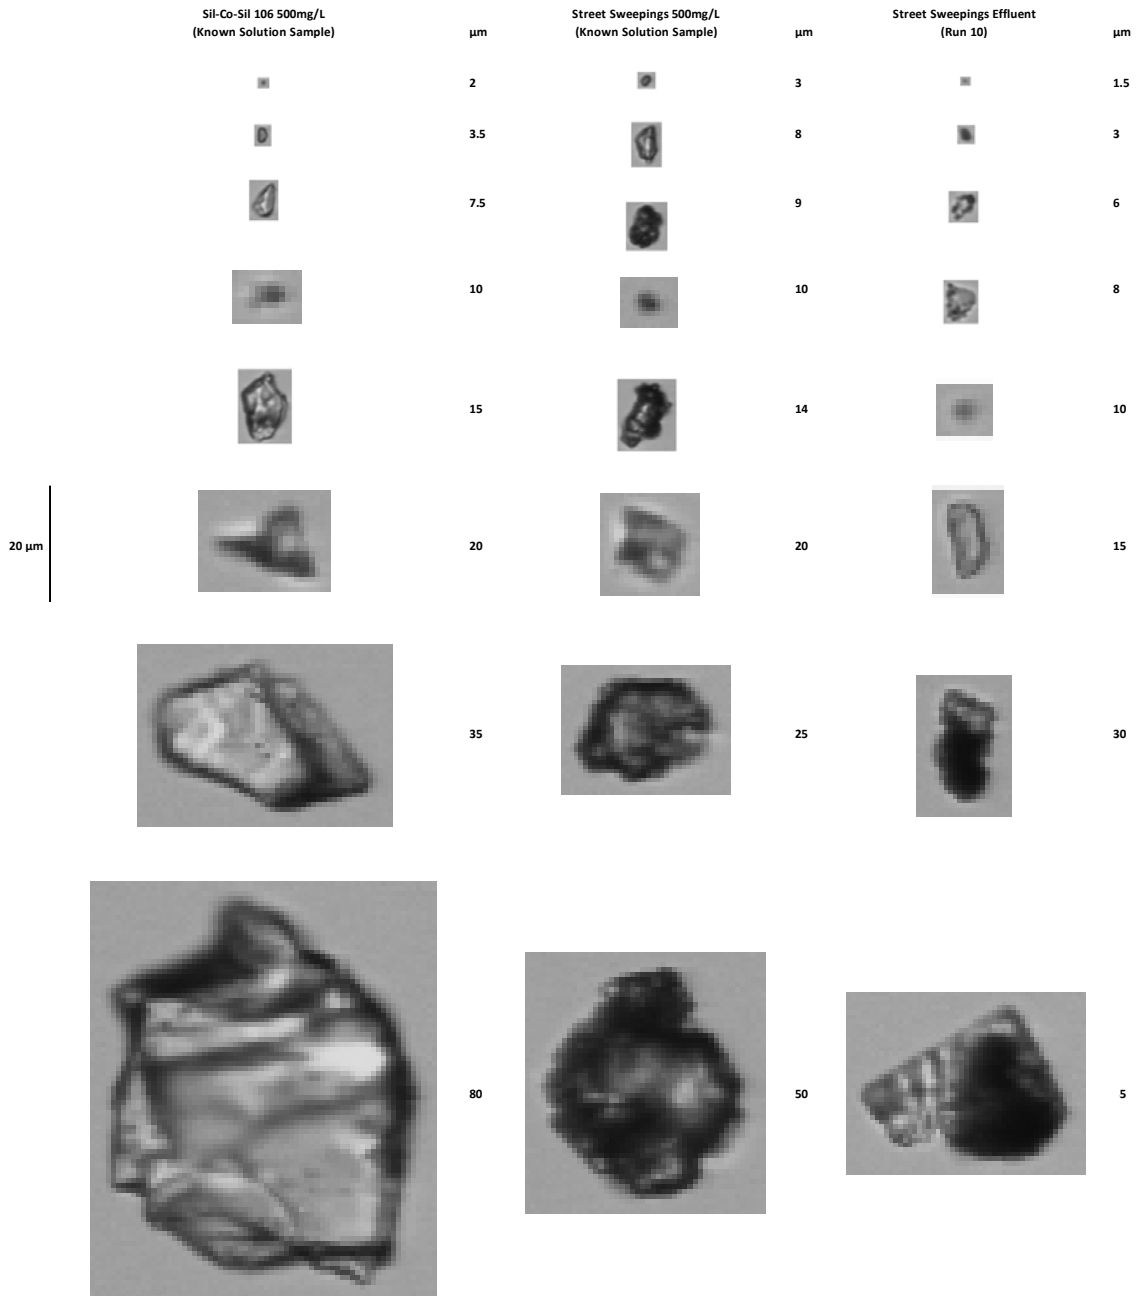 Sil-Co-Sil 106 500mg/L
(Known Solution Sample)
µm
Street Sweepings 500mg/L
(Known Solution Sample)
µm
Street Sweepings Effluent
(Run 10)
µm
2
3
1.5
3.5
8
3
7.5
9
6
10
10
8
15
14
10
20 µm
20
20
15
35
25
30
80
50
5